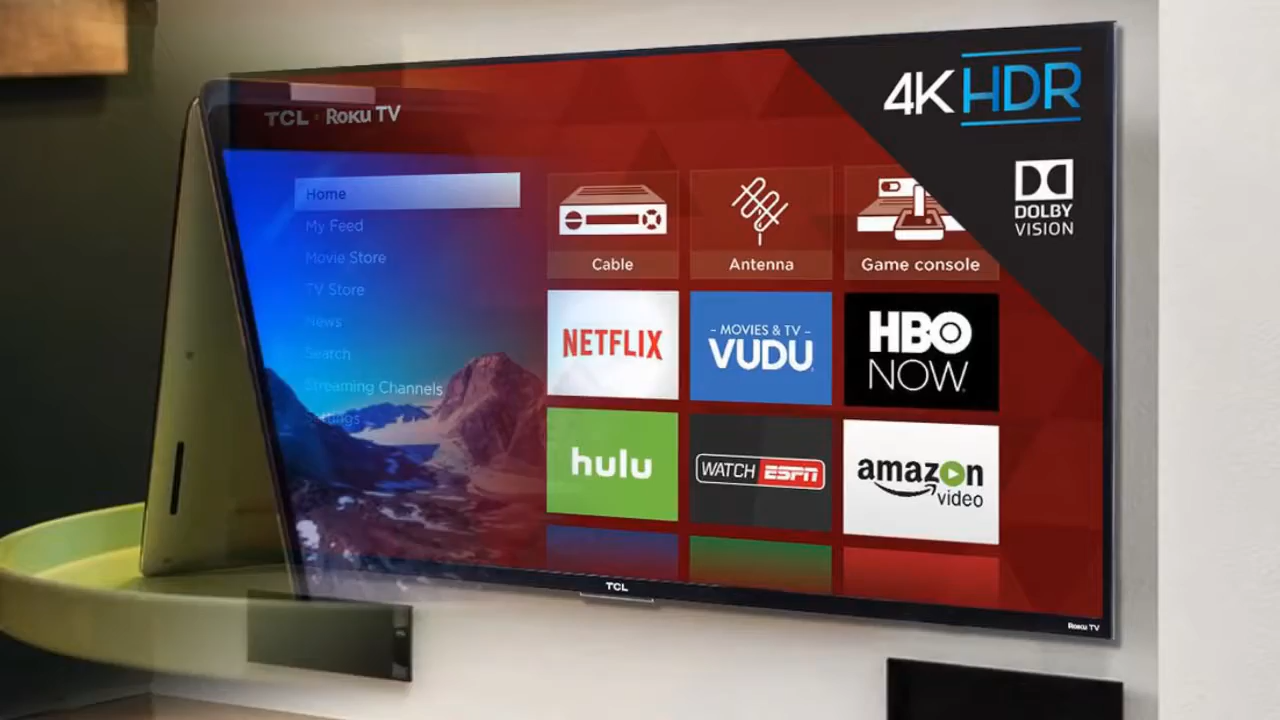 4K HDR
DOLBY
VISION
TCL · Roku TV
Home
My Feed
Movie Store
TV Store
News
Search
Streaming Channels
Settings
Cable
Antenna
Game console
NETFLIX
- MOVIES & TV -
VUDU
HBO
NOW
hulu
WATCH ESPN
amazon
video
TCL
Roku TV